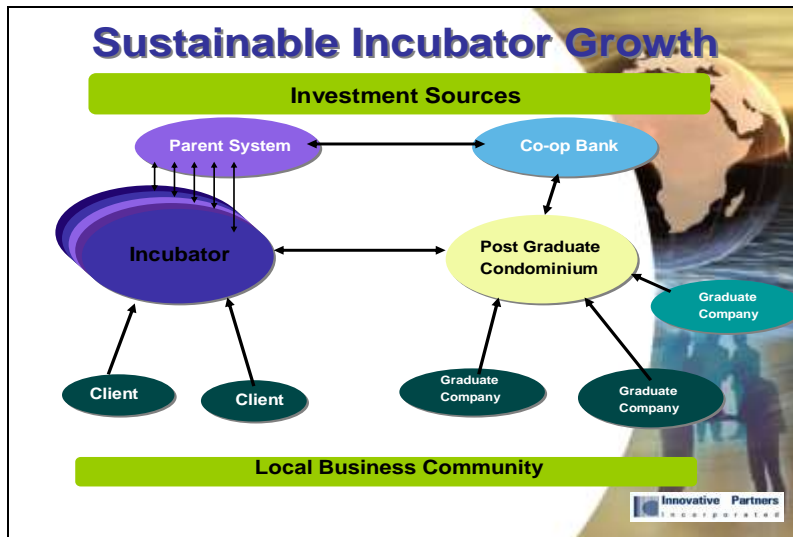 Sustainable Incubator Growth
Investment Sources
Parent System
Co-op Bank
Incubator
Post Graduate
Condominium
Graduate
Company
Client
Client
Graduate
Company
Graduate
Company
Local Business Community
Innovative Partners
Incorporated